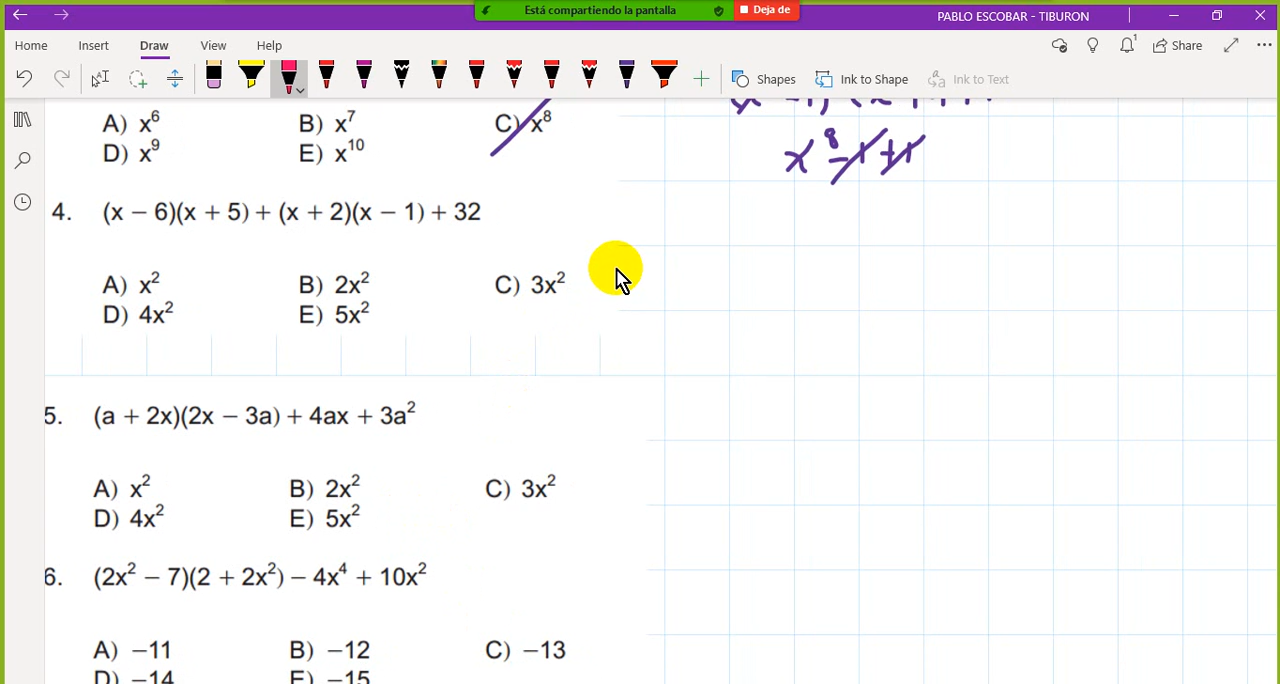 Está compartiendo la pantalla
Deja de
PABLO ESCOBAR - TIBURON
Home Insert Draw View Help
Share
Shapes Ink to Shape Ink to Text
A) x⁶ B) x⁷ C) x⁸
D) x⁹ E) x¹⁰
x⁸ - x + x
4. (x − 6)(x + 5) + (x + 2)(x − 1) + 32
A) x² B) 2x² C) 3x²
D) 4x² E) 5x²
5. (a + 2x)(2x − 3a) + 4ax + 3a²
A) x² B) 2x² C) 3x²
D) 4x² E) 5x²
6. (2x² − 7)(2 + 2x²) − 4x⁴ + 10x²
A) −11 B) −12 C) −13
D) −14 E) −15